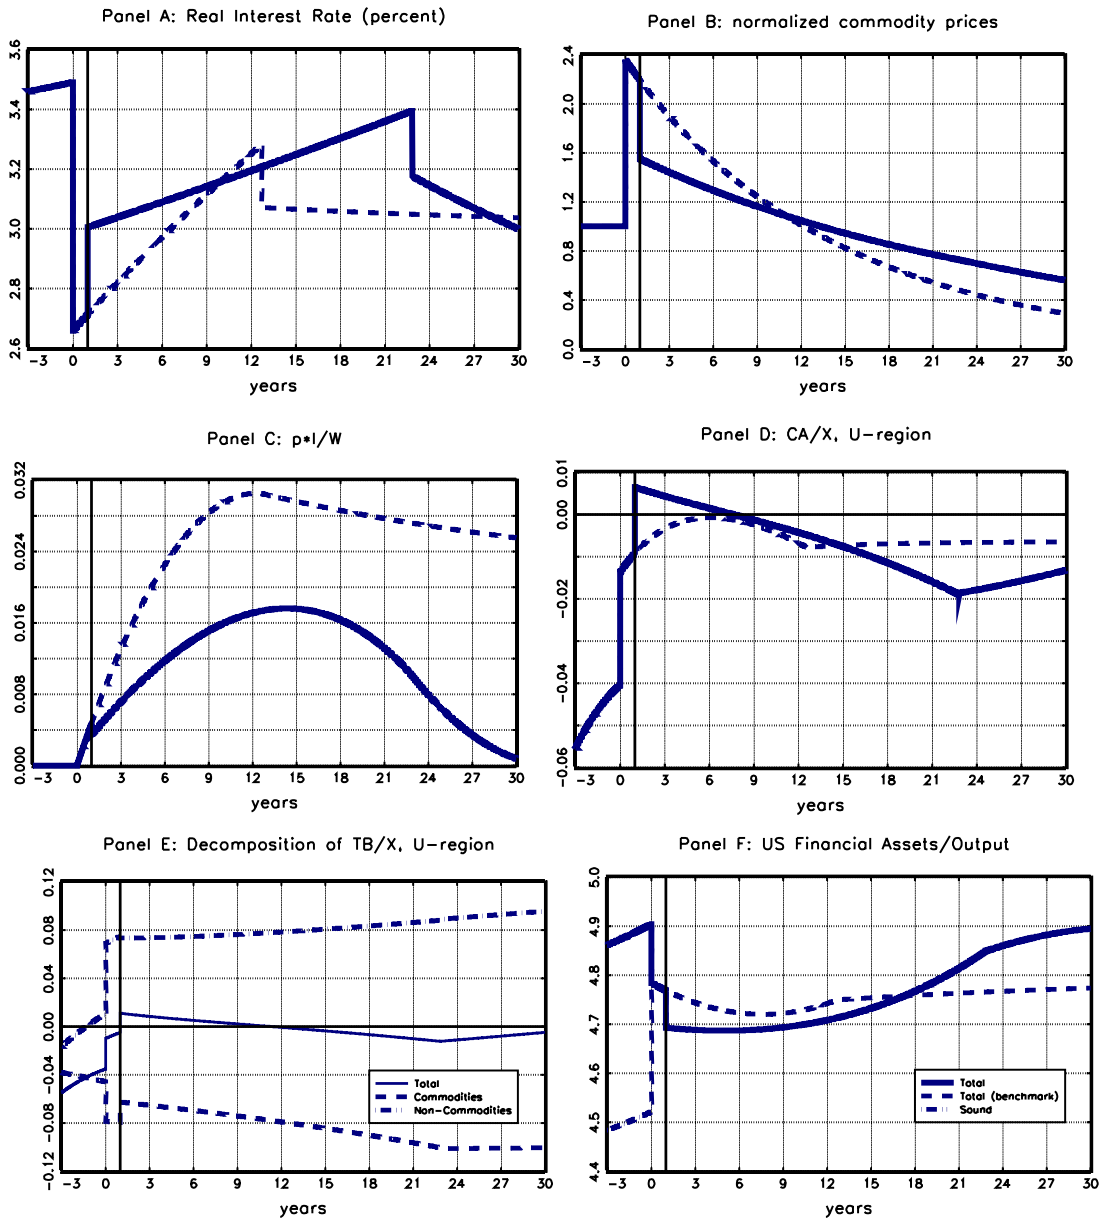 Panel A: Real Interest Rate (percent)
3.6
3.4
3.2
3.0
2.8
2.6
-3 0 3 6 9 12 15 18 21 24 27 30
years
Panel B: normalized commodity prices
2.4
2.0
1.6
1.2
0.8
0.4
0.0
-3 0 3 6 9 12 15 18 21 24 27 30
years
Panel C: p*I/W
0.032
0.024
0.016
0.008
0.000
-3 0 3 6 9 12 15 18 21 24 27 30
years
Panel D: CA/X, U-region
0.01
0.00
-0.02
-0.04
-0.06
-3 0 3 6 9 12 15 18 21 24 27 30
years
Panel E: Decomposition of TB/X, U-region
0.12
0.08
0.04
0.00
-0.04
-0.08
-0.12
Total
Commodities
Non-Commodities
-3 0 3 6 9 12 15 18 21 24 27 30
years
Panel F: US Financial Assets/Output
5.0
4.9
4.8
4.7
4.6
4.5
4.4
Total
Total (benchmark)
Sound
-3 0 3 6 9 12 15 18 21 24 27 30
years